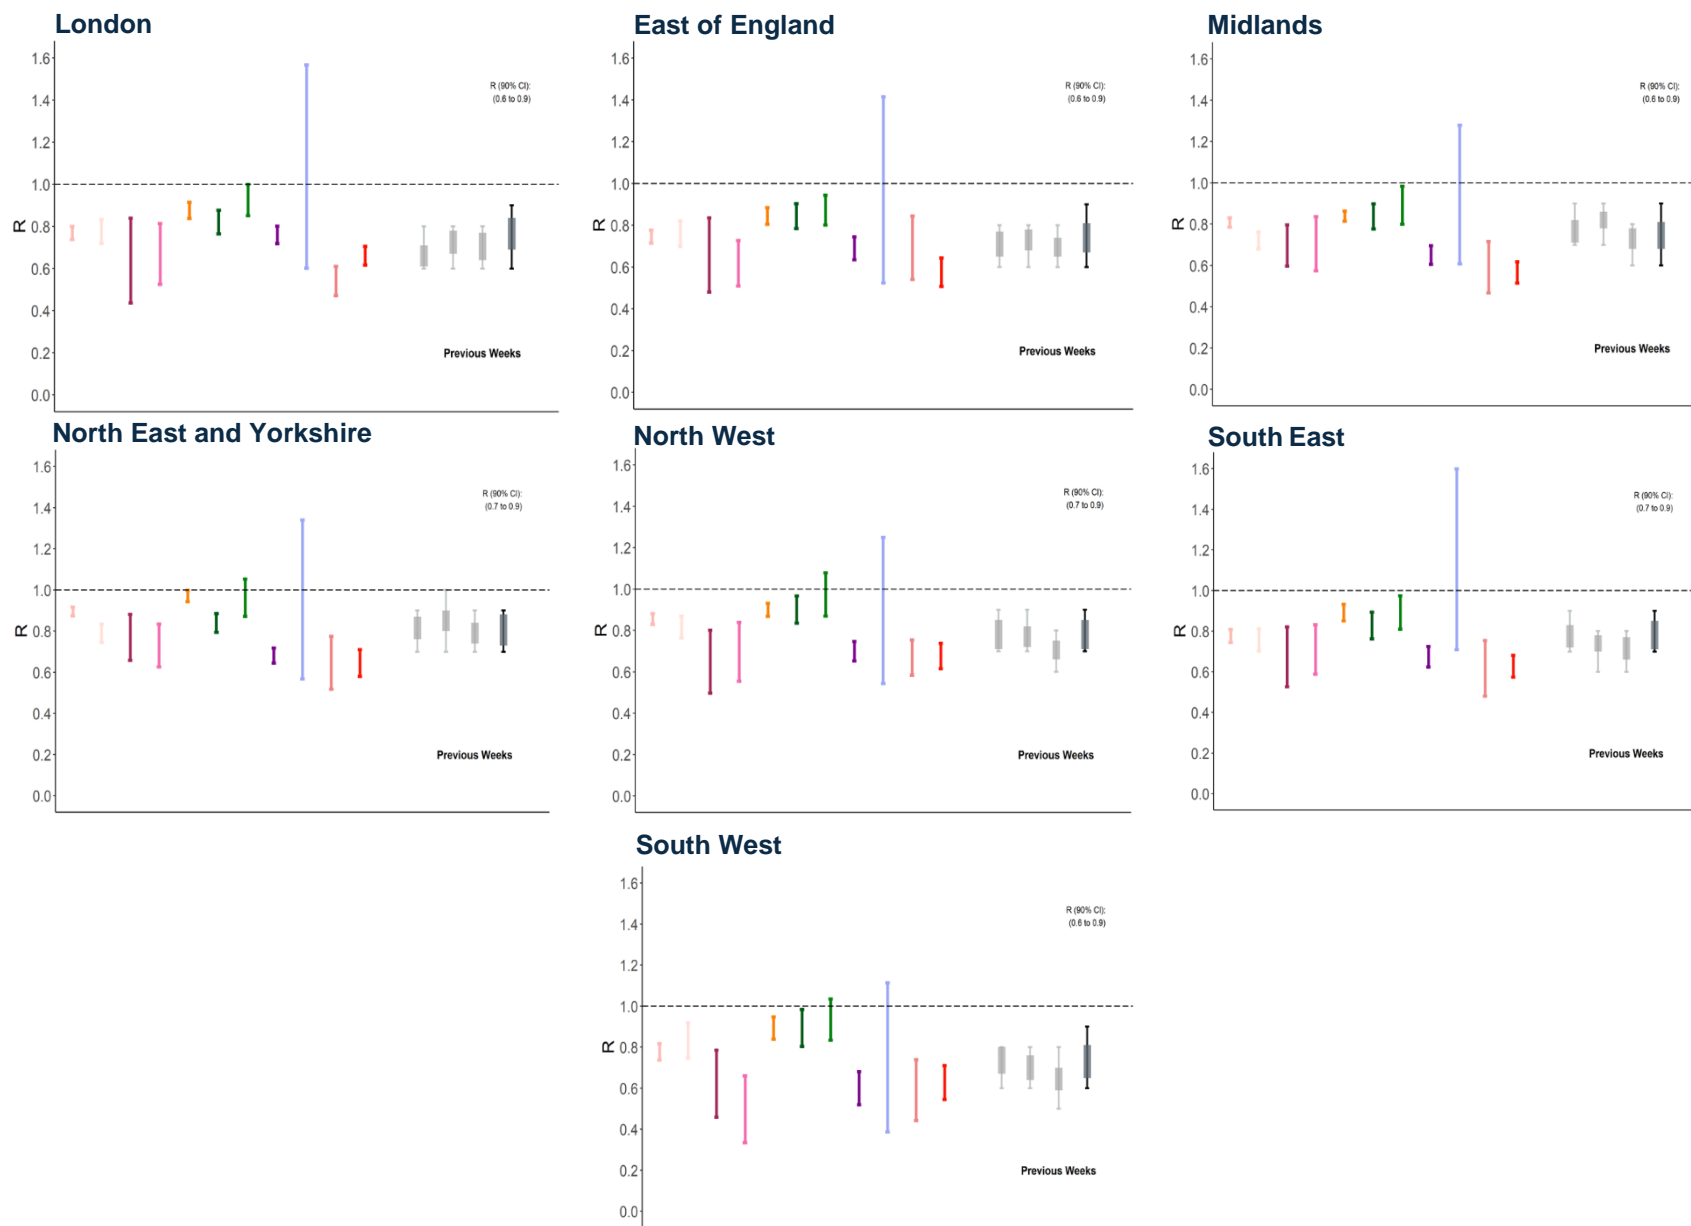 London
1.6
1.4
1.2
1.0
0.8
0.6
0.4
0.2
0.0
R
R (90% CI):
(0.6 to 0.9)
Previous Weeks
East of England
1.6
1.4
1.2
1.0
0.8
0.6
0.4
0.2
0.0
R
R (90% CI):
(0.6 to 0.9)
Previous Weeks
Midlands
1.6
1.4
1.2
1.0
0.8
0.6
0.4
0.2
0.0
R
R (90% CI):
(0.6 to 0.9)
Previous Weeks
North East and Yorkshire
1.6
1.4
1.2
1.0
0.8
0.6
0.4
0.2
0.0
R
R (90% CI):
(0.7 to 0.9)
Previous Weeks
North West
1.6
1.4
1.2
1.0
0.8
0.6
0.4
0.2
0.0
R
R (90% CI):
(0.7 to 0.9)
Previous Weeks
South East
1.6
1.4
1.2
1.0
0.8
0.6
0.4
0.2
0.0
R
R (90% CI):
(0.7 to 0.9)
Previous Weeks
South West
1.6
1.4
1.2
1.0
0.8
0.6
0.4
0.2
0.0
R
R (90% CI):
(0.6 to 0.9)
Previous Weeks